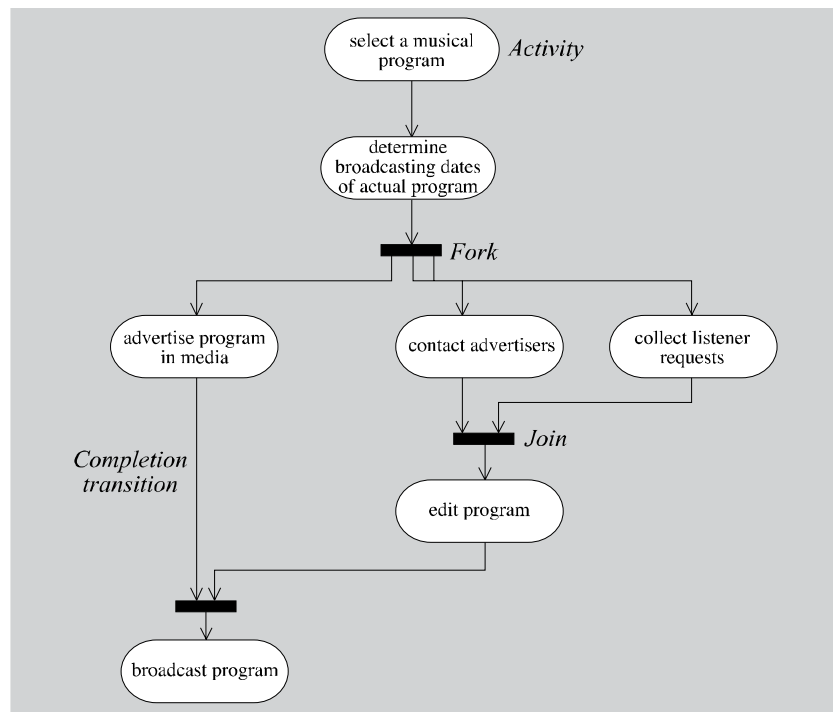 select a musical
program
Activity
determine
broadcasting dates
of actual program
Fork
advertise program
in media
contact advertisers
collect listener
requests
Join
Completion
transition
edit program
broadcast program